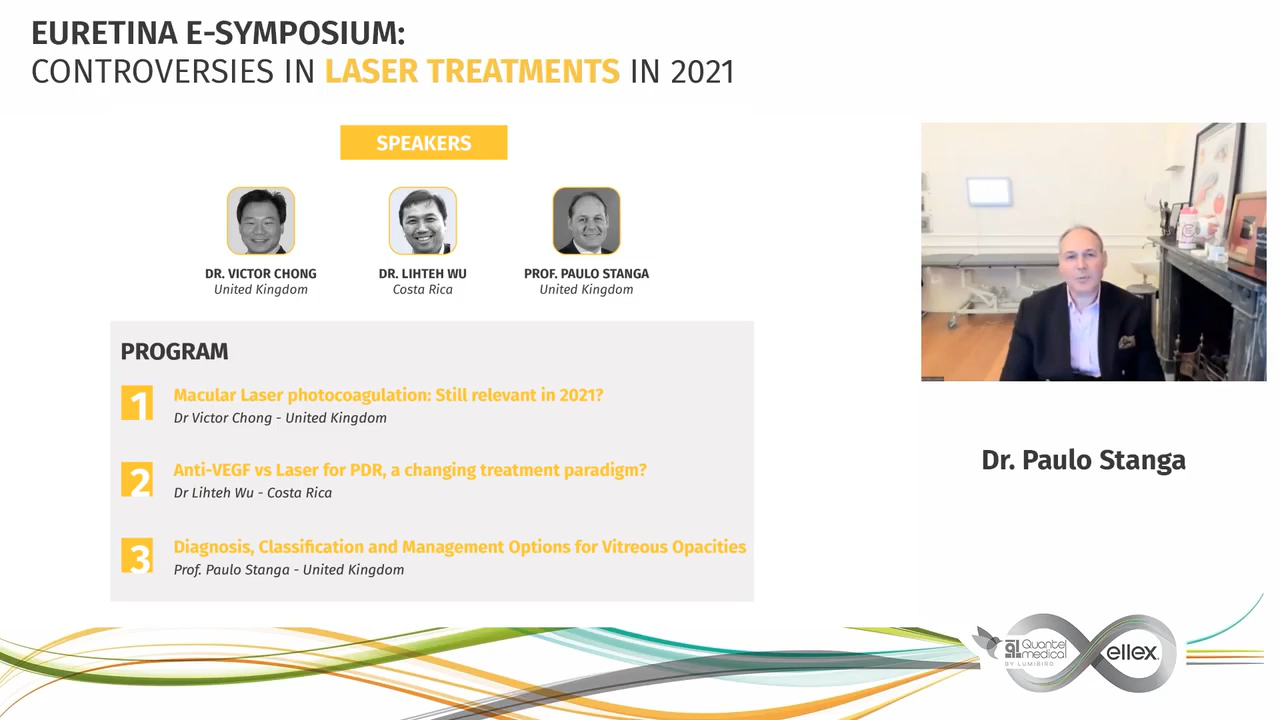 EURETINA E-SYMPOSIUM:
CONTROVERSIES IN LASER TREATMENTS IN 2021
SPEAKERS
DR. VICTOR CHONG
United Kingdom
DR. LIHTEH WU
Costa Rica
PROF. PAULO STANGA
United Kingdom
PROGRAM
1
Macular Laser photocoagulation: Still relevant in 2021?
Dr Victor Chong - United Kingdom
2
Anti-VEGF vs Laser for PDR, a changing treatment paradigm?
Dr Lihteh Wu - Costa Rica
3
Diagnosis, Classification and Management Options for Vitreous Opacities
Prof. Paulo Stanga - United Kingdom
Dr. Paulo Stanga
Quantel
medical
BY LUMIBIRD
ellex.